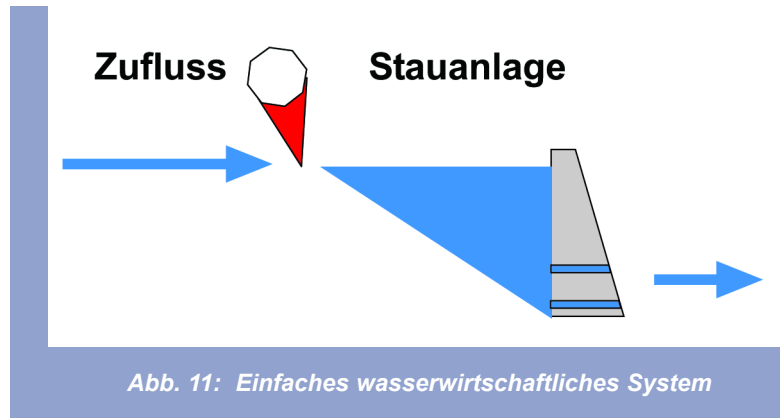 Zufluss
Stauanlage
Abb. 11: Einfaches wasserwirtschaftliches System